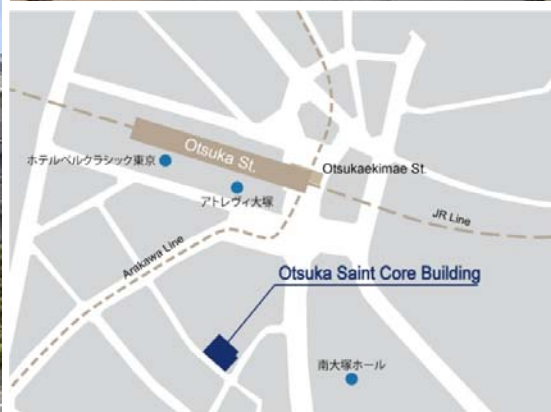 Otsuka St.
ホテルベルクラシック東京
Otsukaekimae St.
アトレヴィ大塚
JR Line
Arakawa Line
Otsuka Saint Core Building
南大塚ホール